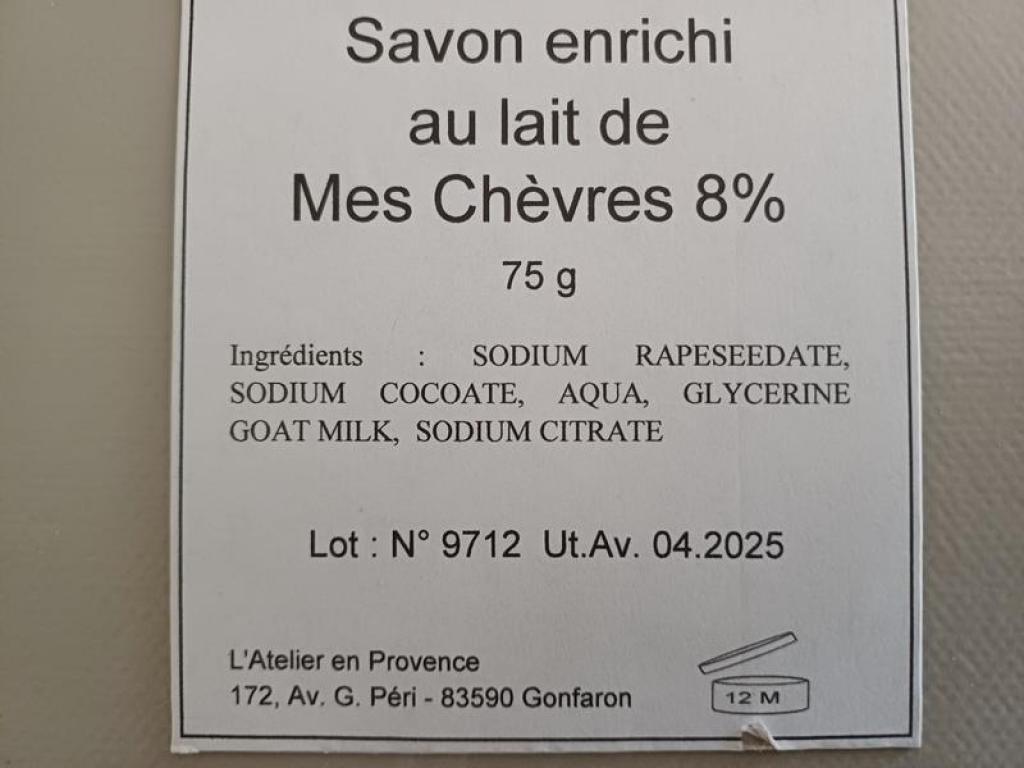 Savon enrichi
au lait de
Mes Chèvres 8%
75 g
Ingrédients : SODIUM RAPESEEDATE,
SODIUM COCOATE, AQUA, GLYCERINE
GOAT MILK, SODIUM CITRATE
Lot : N° 9712 Ut.Av. 04.2025
L'Atelier en Provence
172, Av. G. Péri - 83590 Gonfaron
12 M